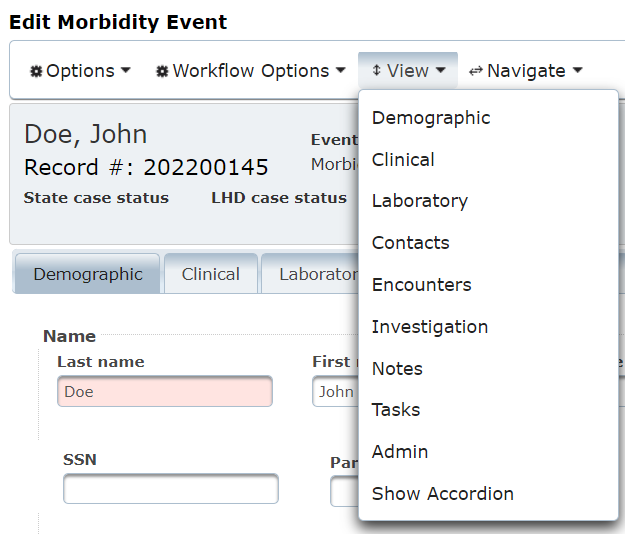 Edit Morbidity Event
Options Workflow Options View Navigate
Demographic
Clinical
Laboratory
Contacts
Encounters
Investigation
Notes
Tasks
Admin
Show Accordion
Doe, John
Event
Record #: 202200145
State case status LHD case status
Demographic Clinical
Name
Last name
Doe John
SSN